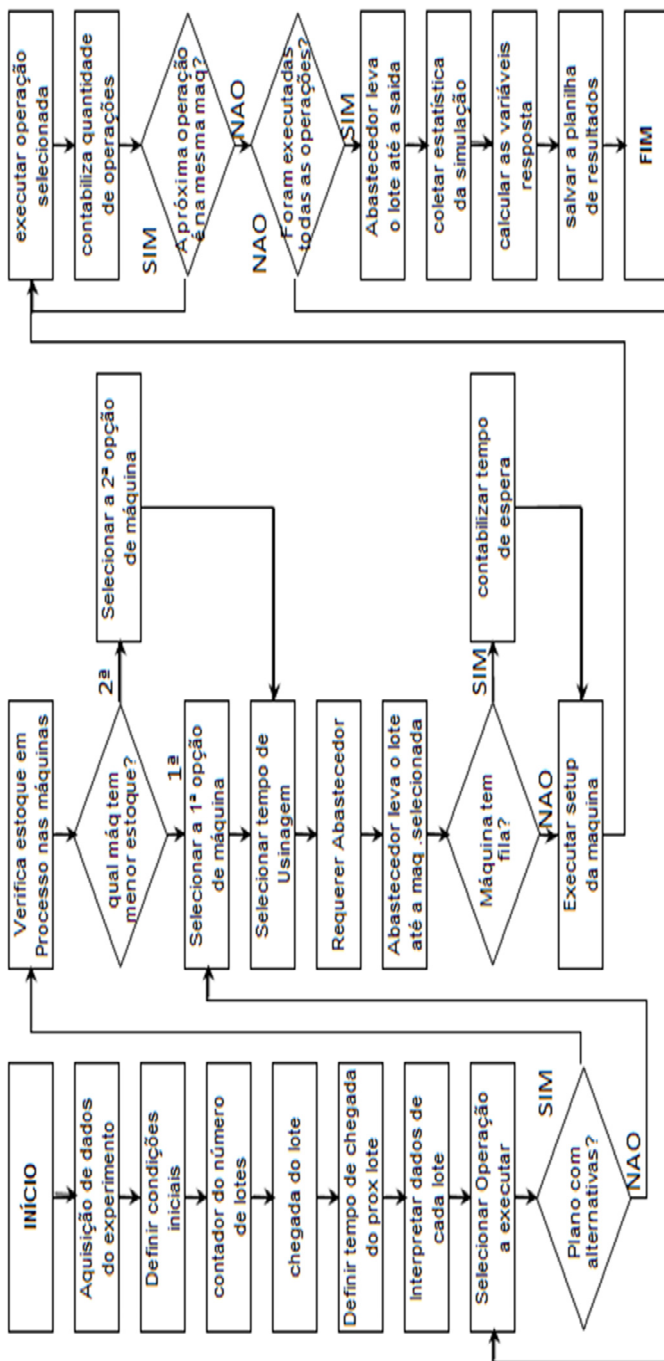 INÍCIO
Aquisição de dados
do experimento
Definir condições
iniciais
contador do número
de lotes
chegada do lote
Definir tempo de chegada
do prox lote
Interpretar dados de
cada lote
Selecionar Operação
a executar
Plano com
alternativas?
SIM
NAO
Verifica estoque em
Processo nas máquinas
qual máq tem
menor estoque?
2ª
1ª
Selecionar a 2ª opção
de máquina
Selecionar a 1ª opção
de máquina
Selecionar tempo de
Usinagem
Requerer Abastecedor
Abastecedor leva o lote
até a maq .selecionada
Máquina tem
fila?
SIM
NAO
contabilizar tempo
de espera
Executar setup
da maquina
executar operação
selecionada
contabiliza quantidade
de operações
A próxima operação
é na mesma maq?
SIM
NAO
Foram executadas
todas as operações?
NAO
SIM
Abastecedor leva
o lote até a saida
coletar estatística
da simulação
calcular as variáveis
resposta
salvar a planilha
de resultados
FIM